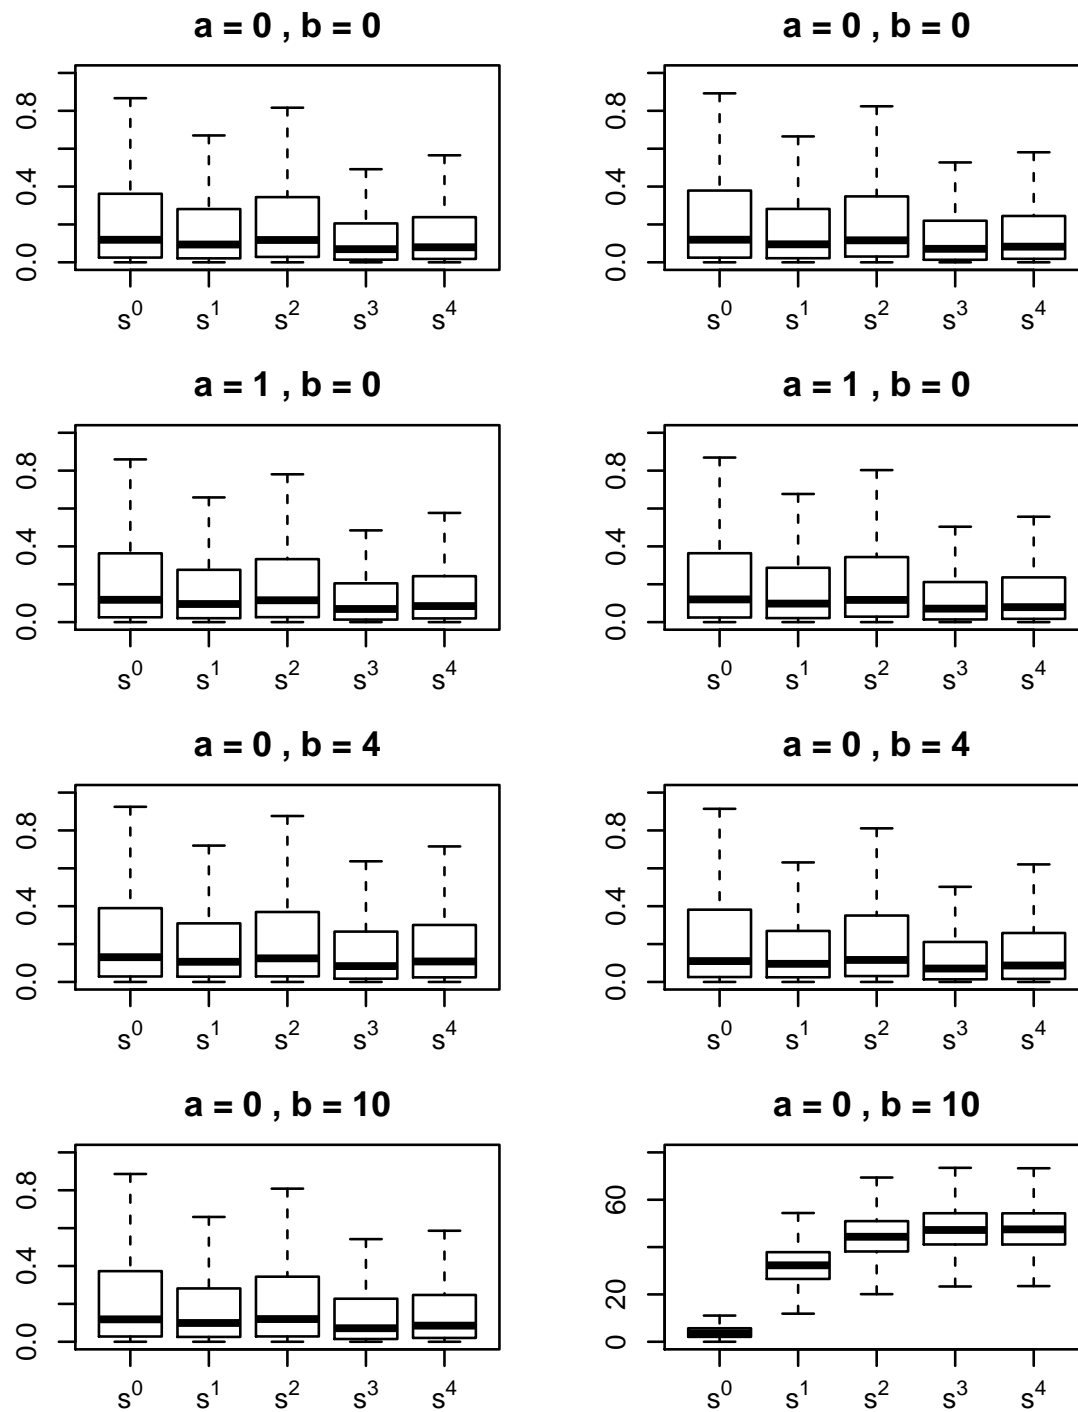 a = 0 , b = 0
0.8
0.4
0.0
s⁰ s¹ s² s³ s⁴
a = 0 , b = 0
0.8
0.4
0.0
s⁰ s¹ s² s³ s⁴
a = 1 , b = 0
0.8
0.4
0.0
s⁰ s¹ s² s³ s⁴
a = 1 , b = 0
0.8
0.4
0.0
s⁰ s¹ s² s³ s⁴
a = 0 , b = 4
0.8
0.4
0.0
s⁰ s¹ s² s³ s⁴
a = 0 , b = 4
0.8
0.4
0.0
s⁰ s¹ s² s³ s⁴
a = 0 , b = 10
0.8
0.4
0.0
s⁰ s¹ s² s³ s⁴
a = 0 , b = 10
60
20
0
s⁰ s¹ s² s³ s⁴